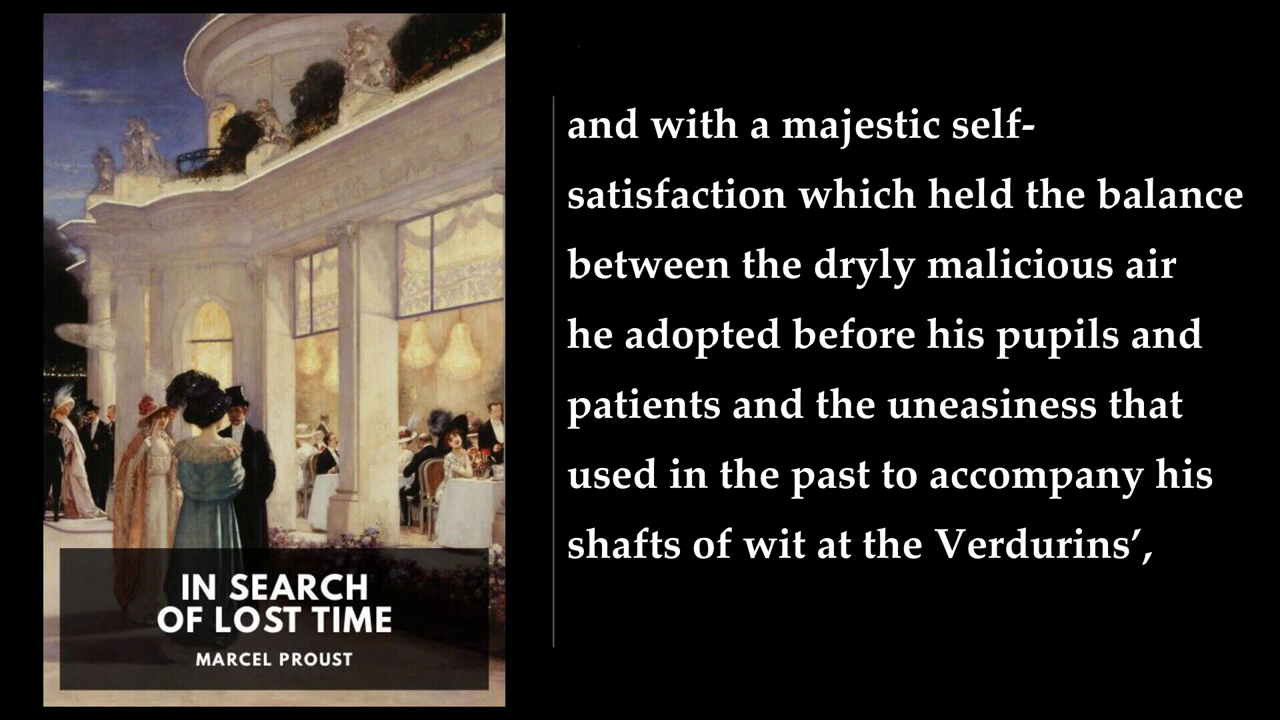 IN SEARCH
OF LOST TIME
MARCEL PROUST
and with a majestic self-
satisfaction which held the balance
between the dryly malicious air
he adopted before his pupils and
patients and the uneasiness that
used in the past to accompany his
shafts of wit at the Verdurins’,